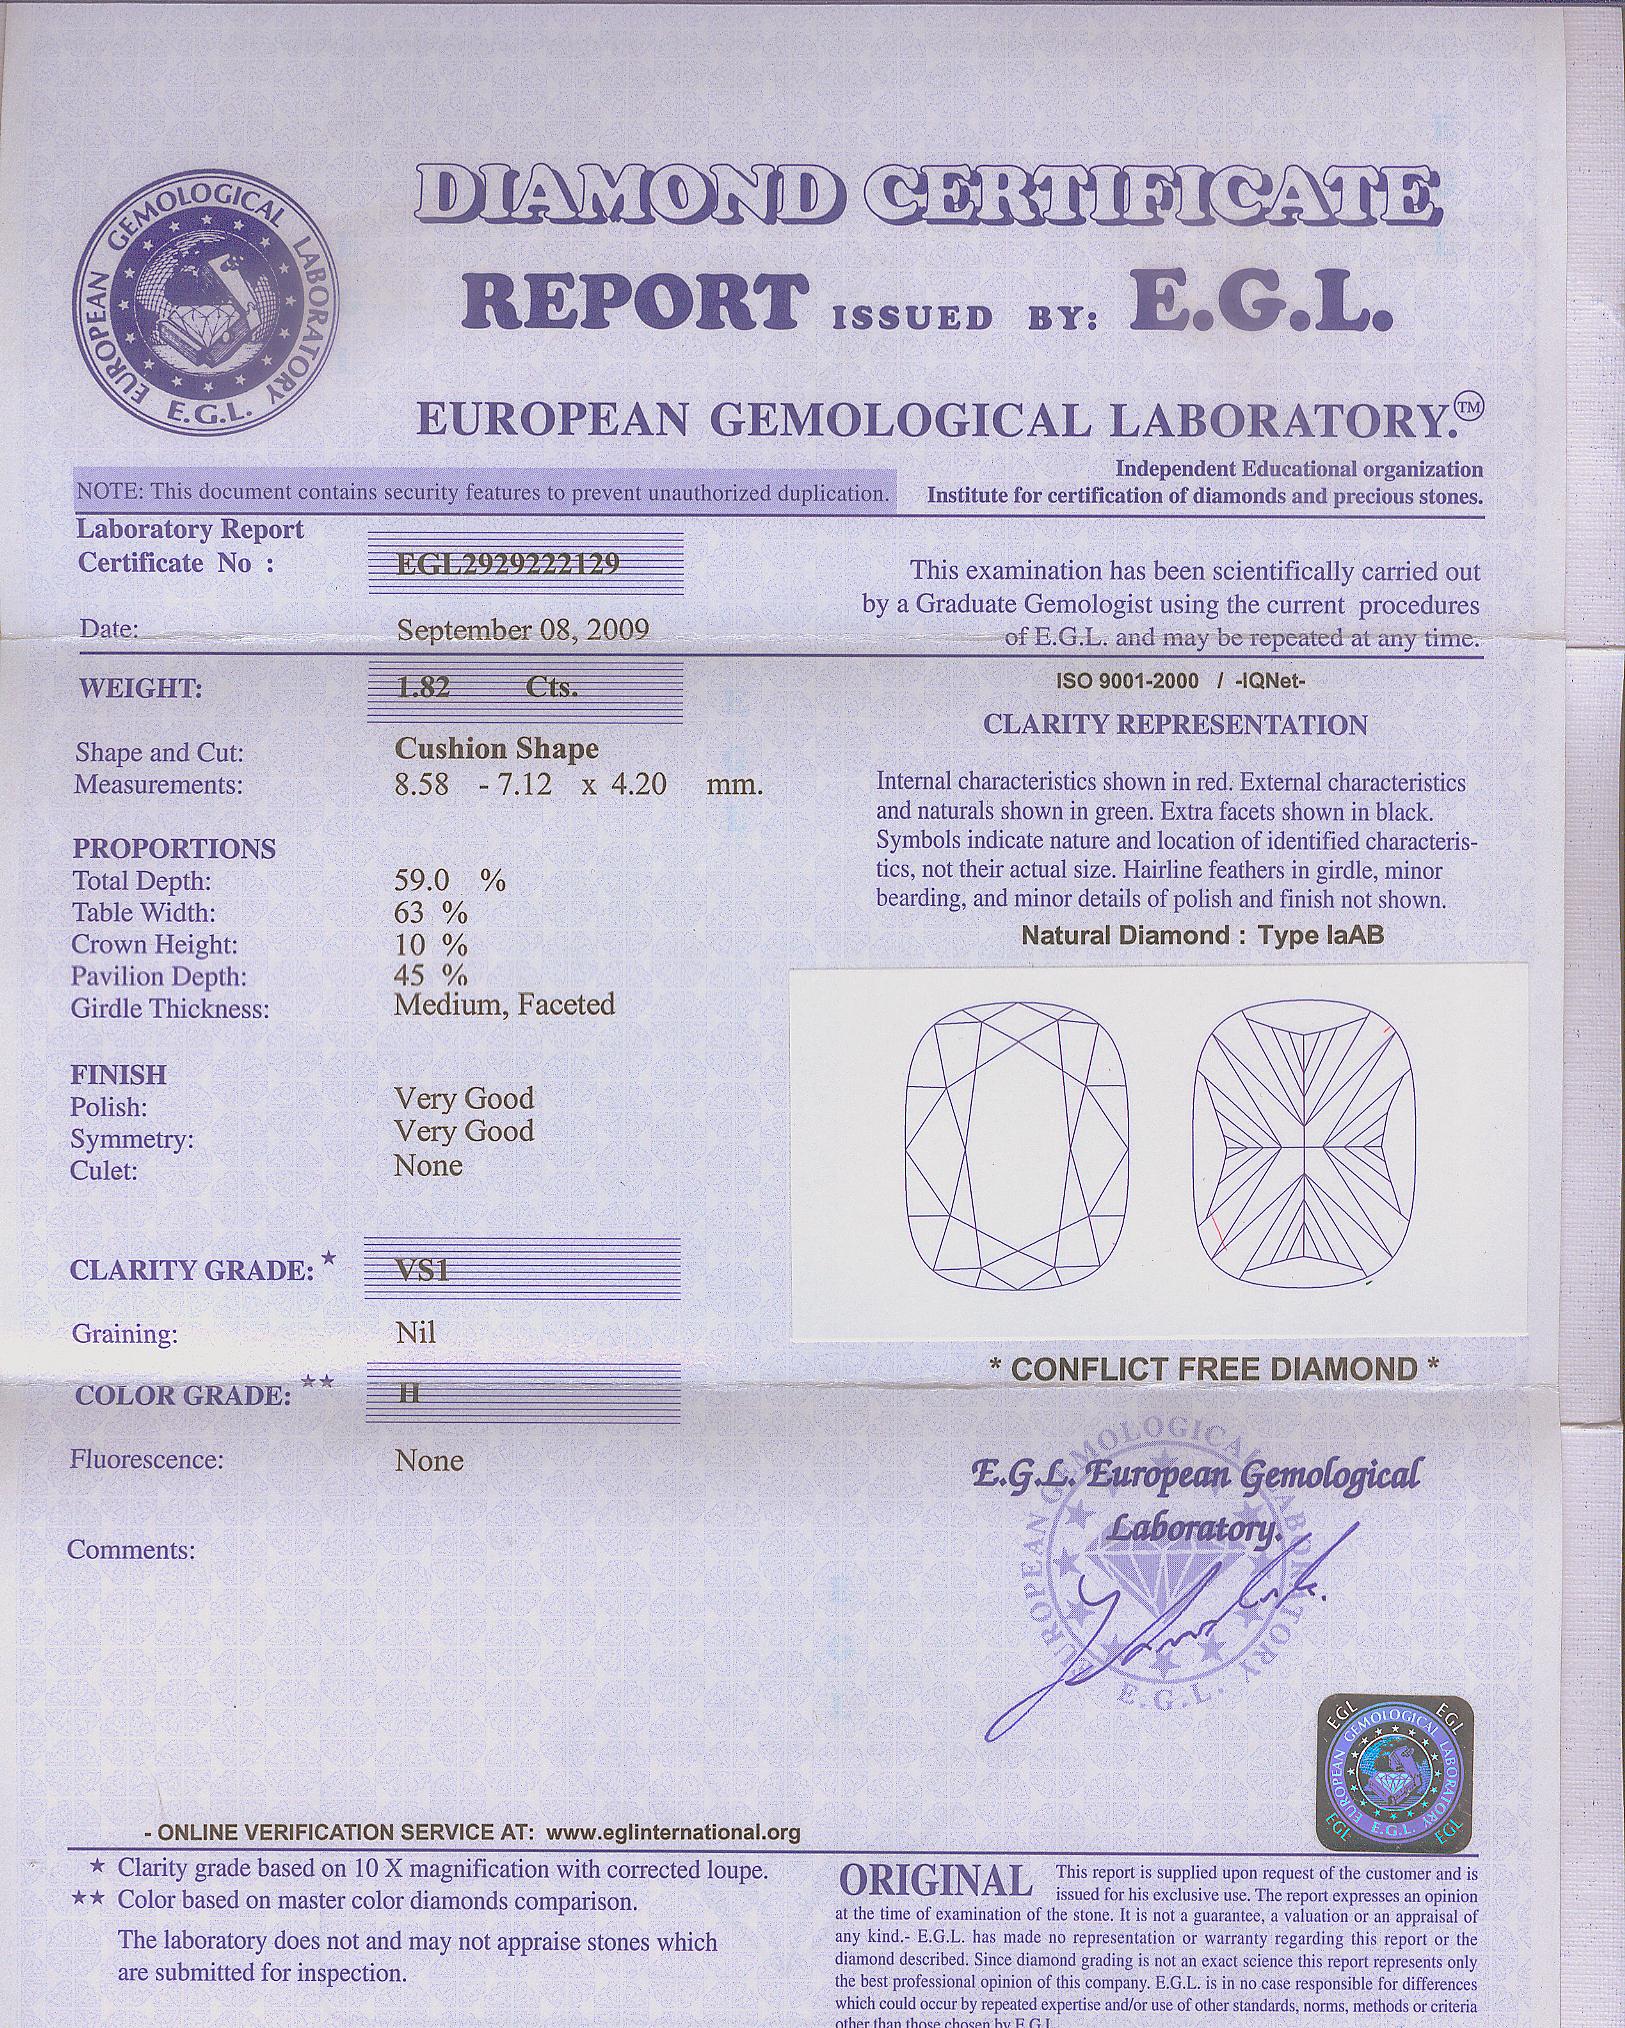 EUROPEAN GEMOLOGICAL LABORATORY
E.G.L.
DIAMOND CERTIFICATE
REPORT ISSUED BY: E.G.L.
EUROPEAN GEMOLOGICAL LABORATORY.™
Independent Educational organization
NOTE: This document contains security features to prevent unauthorized duplication.
Institute for certification of diamonds and precious stones.
Laboratory Report
Certificate No : EGL2929222129
This examination has been scientifically carried out
by a Graduate Gemologist using the current procedures
of E.G.L. and may be repeated at any time.
Date: September 08, 2009
WEIGHT: 1.82 Cts.
ISO 9001-2000 / -IQNet-
CLARITY REPRESENTATION
Shape and Cut: Cushion Shape
Measurements: 8.58 - 7.12 x 4.20 mm.
Internal characteristics shown in red. External characteristics
and naturals shown in green. Extra facets shown in black.
Symbols indicate nature and location of identified characteris-
tics, not their actual size. Hairline feathers in girdle, minor
bearding, and minor details of polish and finish not shown.
PROPORTIONS
Total Depth: 59.0 %
Table Width: 63 %
Crown Height: 10 %
Pavilion Depth: 45 %
Girdle Thickness: Medium, Faceted
Natural Diamond : Type IaAB
FINISH
Polish: Very Good
Symmetry: Very Good
Culet: None
CLARITY GRADE: ★ VS1
Graining: Nil
COLOR GRADE: ★★ H
Fluorescence: None
Comments:
* CONFLICT FREE DIAMOND *
E.G.L. European Gemological
Laboratory.
EUROPEAN GEMOLOGICAL LABORATORY
E.G.L.
EGL EGL
EUROPEAN GEMOLOGICAL LABORATORY
E.G.L.
EGL EGL
- ONLINE VERIFICATION SERVICE AT: www.eglinternational.org
★ Clarity grade based on 10 X magnification with corrected loupe.
★★ Color based on master color diamonds comparison.
The laboratory does not and may not appraise stones which
are submitted for inspection.
ORIGINAL This report is supplied upon request of the customer and is
issued for his exclusive use. The report expresses an opinion
at the time of examination of the stone. It is not a guarantee, a valuation or an appraisal of
any kind.- E.G.L. has made no representation or warranty regarding this report or the
diamond described. Since diamond grading is not an exact science this report represents only
the best professional opinion of this company. E.G.L. is in no case responsible for differences
which could occur by repeated expertise and/or use of other standards, norms, methods or criteria
other than those chosen by E.G.L.